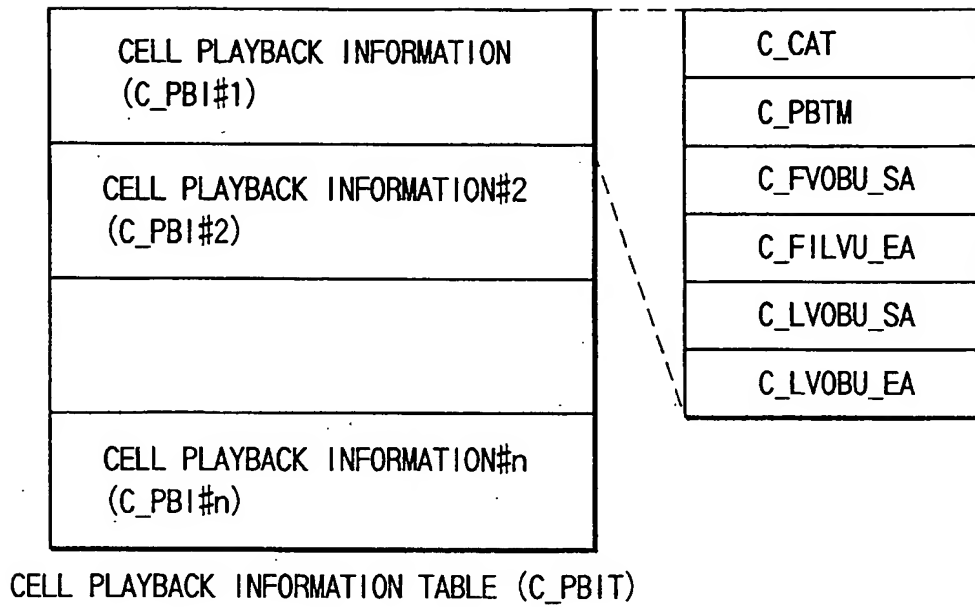 CELL PLAYBACK INFORMATION
(C_PBI#1)
CELL PLAYBACK INFORMATION#2
(C_PBI#2)
CELL PLAYBACK INFORMATION#n
(C_PBI#n)
C_CAT
C_PBTM
C_FVOBU_SA
C_FILVU_EA
C_LVOBU_SA
C_LVOBU_EA
CELL PLAYBACK INFORMATION TABLE (C_PBIT)